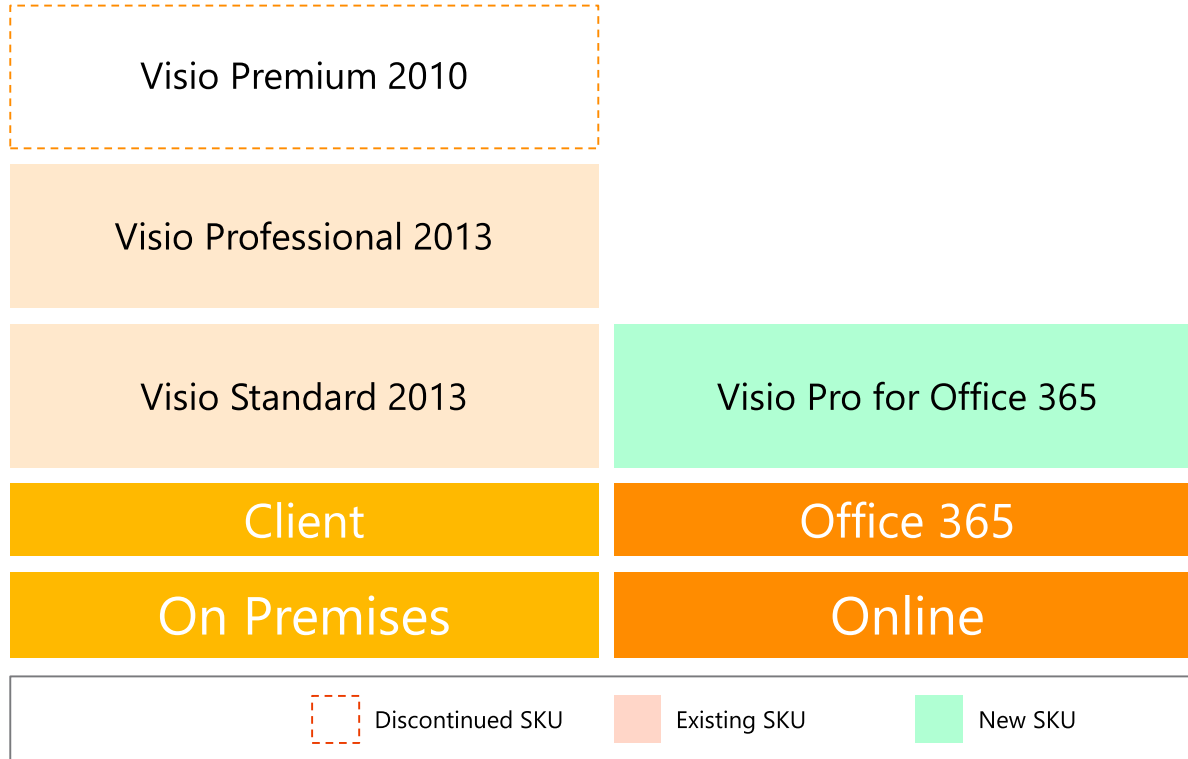 Visio Premium 2010
Visio Professional 2013
Visio Standard 2013
Visio Pro for Office 365
Client
Office 365
On Premises
Online
Discontinued SKU
Existing SKU
New SKU